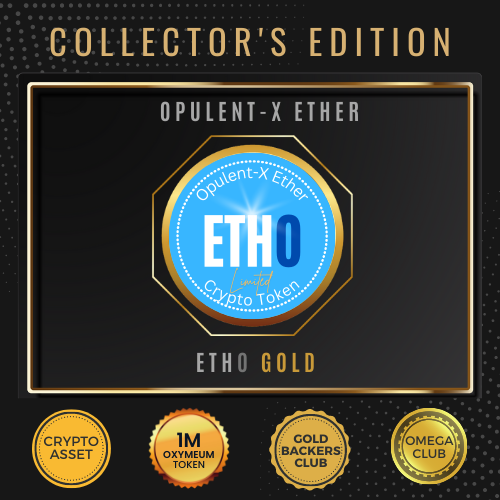 COLLECTOR'S EDITION
OPULENT-X ETHER
Opulent-X Ether
ETHO
Limited
Crypto Token
ETHO GOLD
CRYPTO
ASSET
1M
OXYMEUM
TOKEN
GOLD
BACKERS
CLUB
OMEGA
CLUB